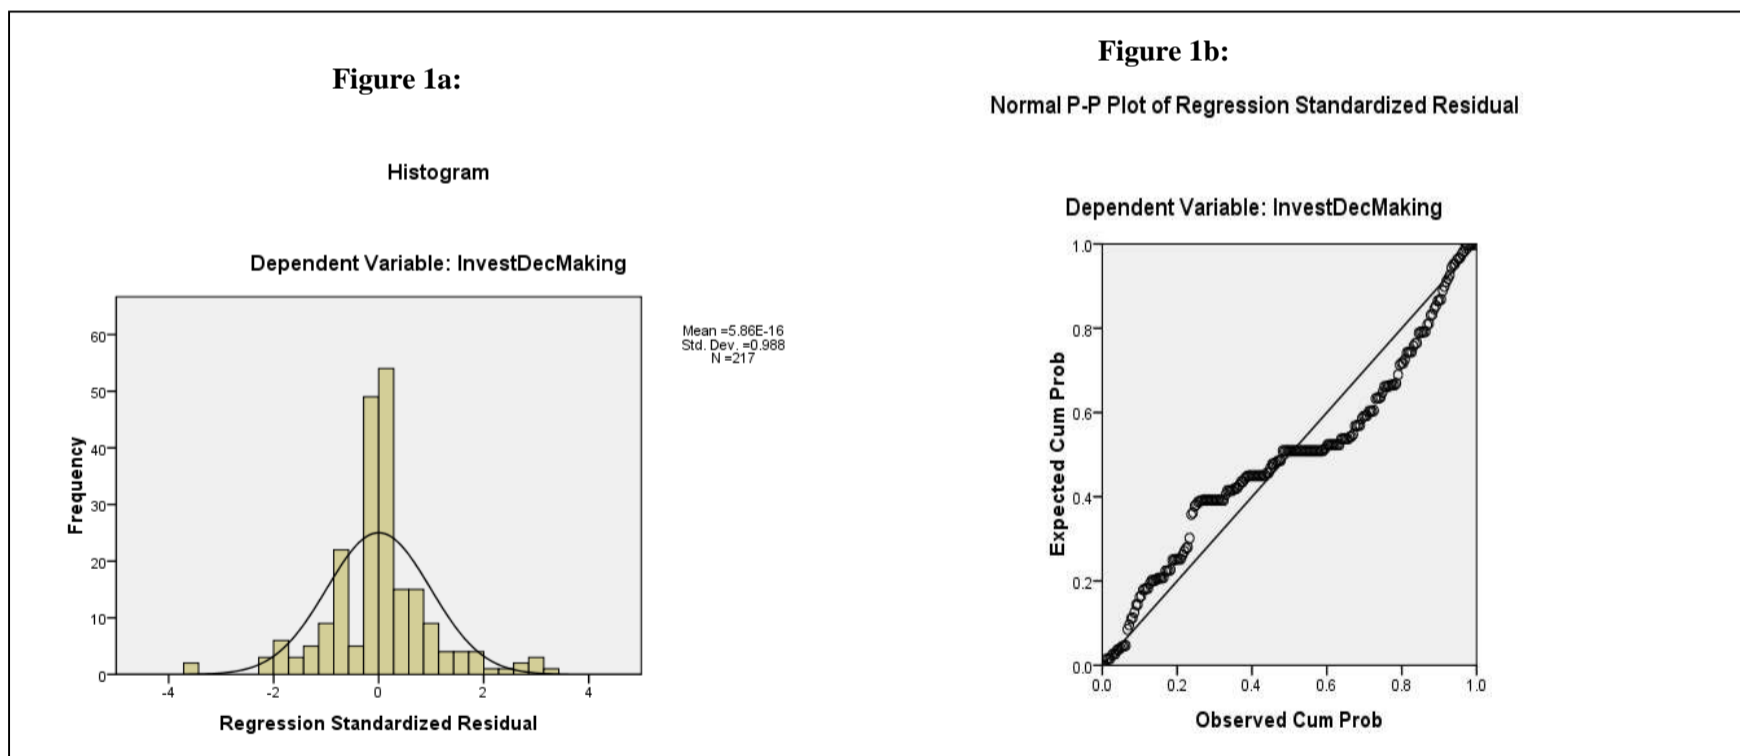 Figure 1a:
Histogram
Dependent Variable: InvestDecMaking
Mean =5.86E-16
Std. Dev. =0.988
N =217
60
50
40
30
20
10
0
Frequency
-4
-2
0
2
4
Regression Standardized Residual
Figure 1b:
Normal P-P Plot of Regression Standardized Residual
Dependent Variable: InvestDecMaking
1.0
0.8
0.6
0.4
0.2
0.0
Expected Cum Prob
0.0
0.2
0.4
0.6
0.8
1.0
Observed Cum Prob